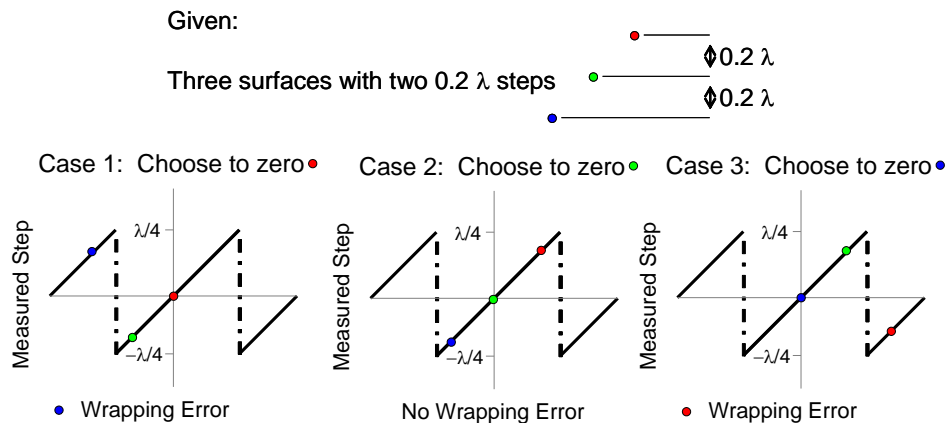 Given:
0.2 λ
Three surfaces with two 0.2 λ steps
0.2 λ
Case 1: Choose to zero
Case 2: Choose to zero
Case 3: Choose to zero
Measured Step
λ/4
−λ/4
Measured Step
λ/4
−λ/4
Measured Step
λ/4
−λ/4
Wrapping Error
No Wrapping Error
Wrapping Error